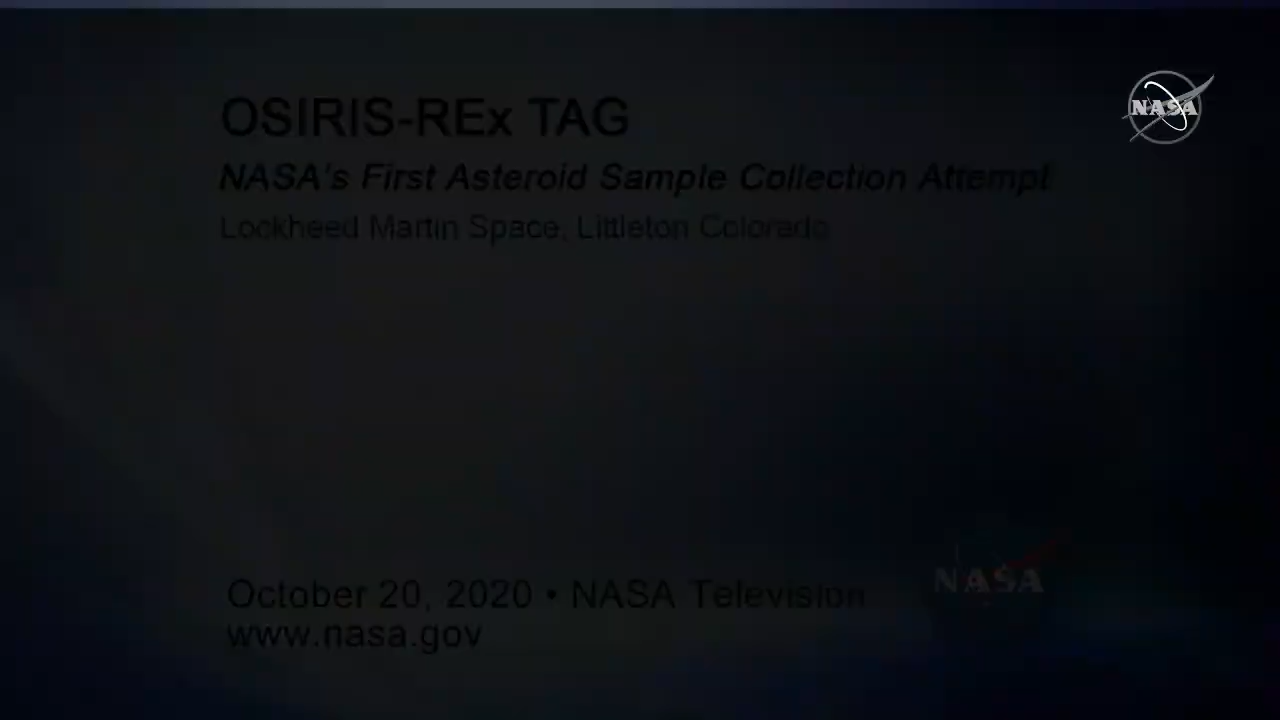 OSIRIS-REx TAG
NASA
NASA's First Asteroid Sample Collection Attempt
Lockheed Martin Space, Littleton Colorado
NASA
October 20, 2020 • NASA Television
www.nasa.gov